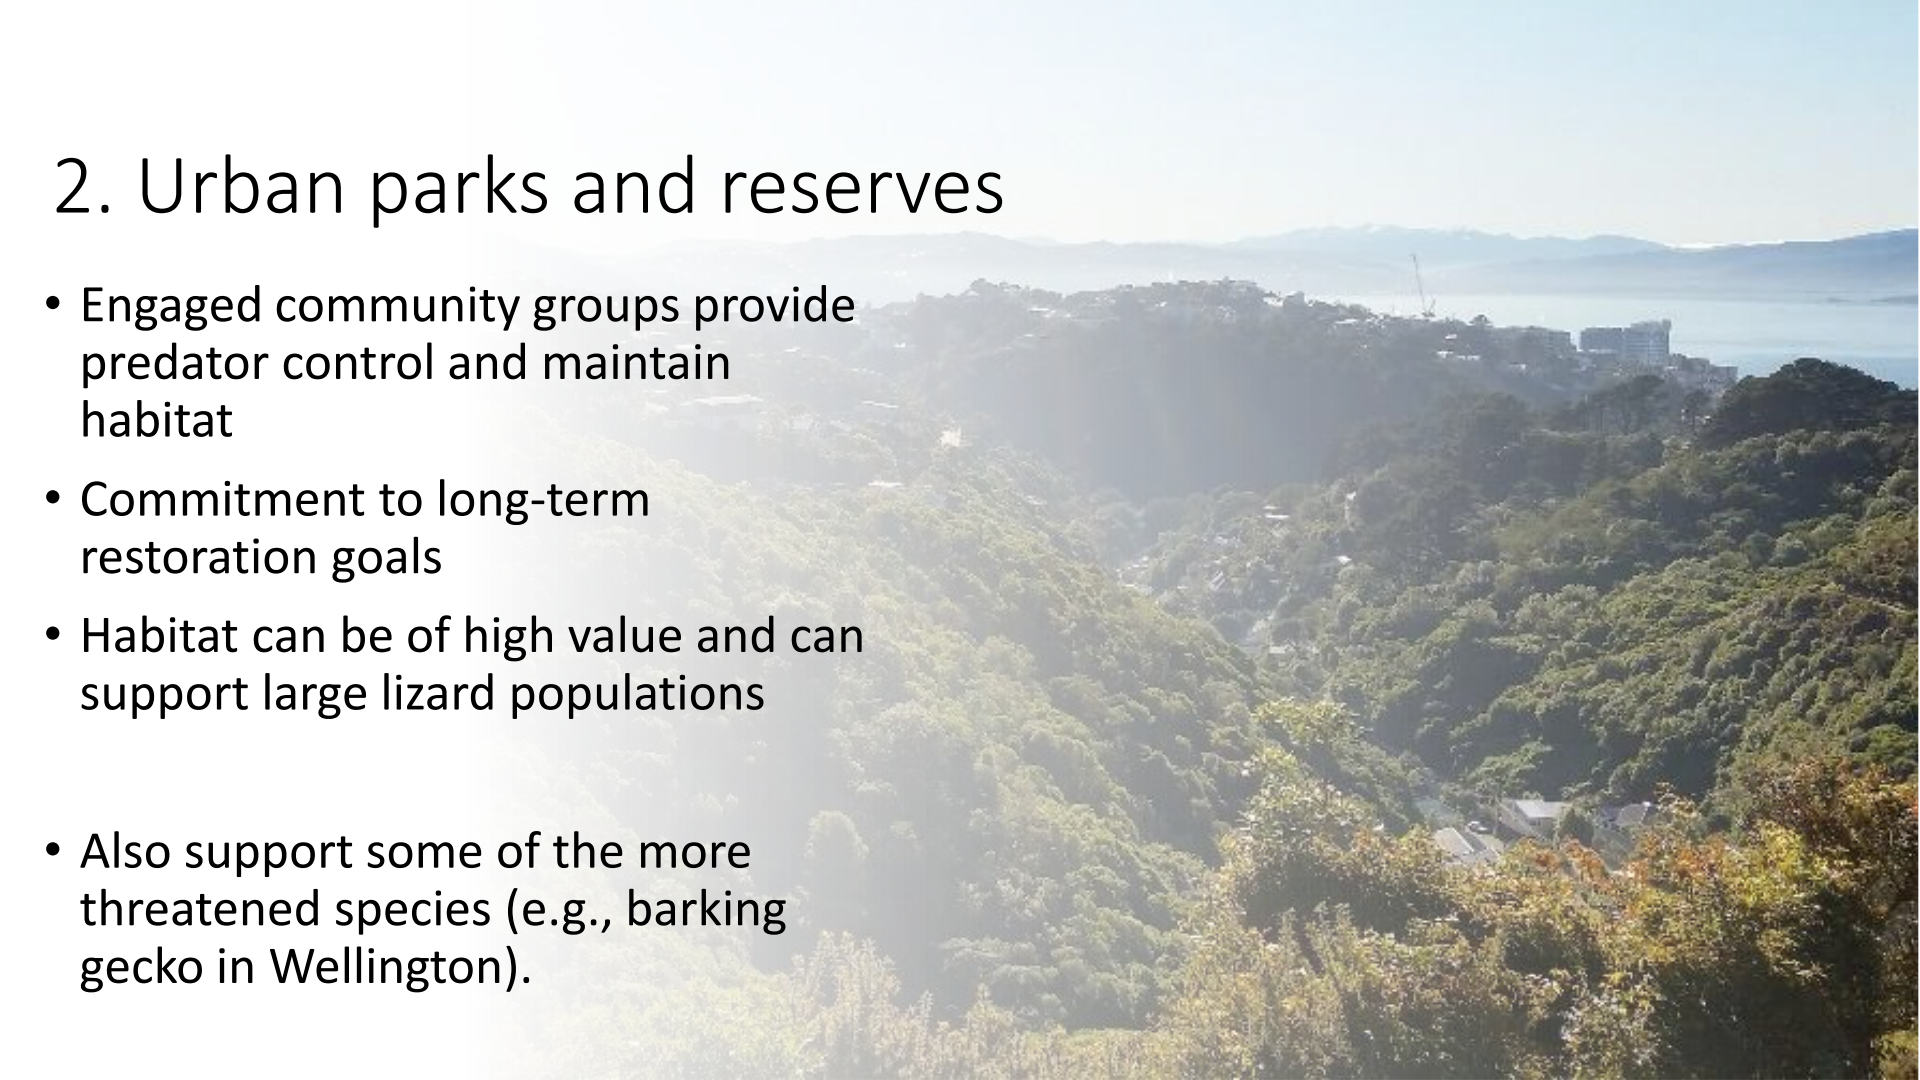 2. Urban parks and reserves
• Engaged community groups provide
predator control and maintain
habitat
• Commitment to long-term
restoration goals
• Habitat can be of high value and can
support large lizard populations
• Also support some of the more
threatened species (e.g., barking
gecko in Wellington).